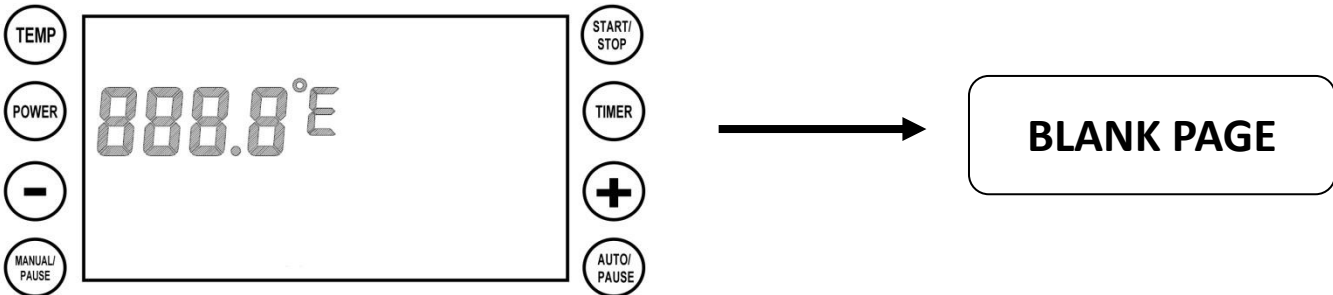 TEMP
START/
STOP
888.8°E
POWER
TIMER
BLANK PAGE
-
+
MANUAL/
PAUSE
AUTO/
PAUSE